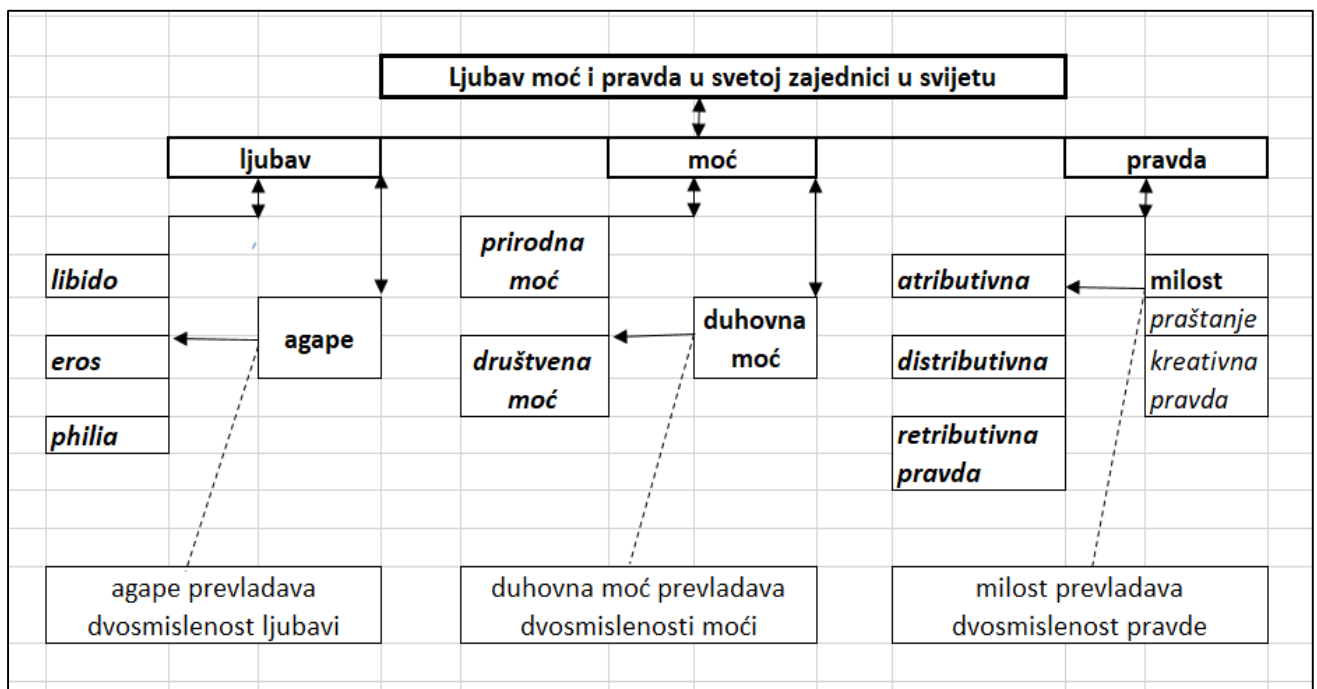 Ljubav moć i pravda u svetoj zajednici u svijetu
ljubav
moć
pravda
libido
eros
philia
agape
prirodna
moć
društvena
moć
duhovna
moć
atributivna
distributivna
retributivna
pravda
milost
praštanje
kreativna
pravda
agape prevladava
dvosmislenost ljubavi
duhovna moć prevladava
dvosmislenosti moći
milost prevladava
dvosmislenost pravde